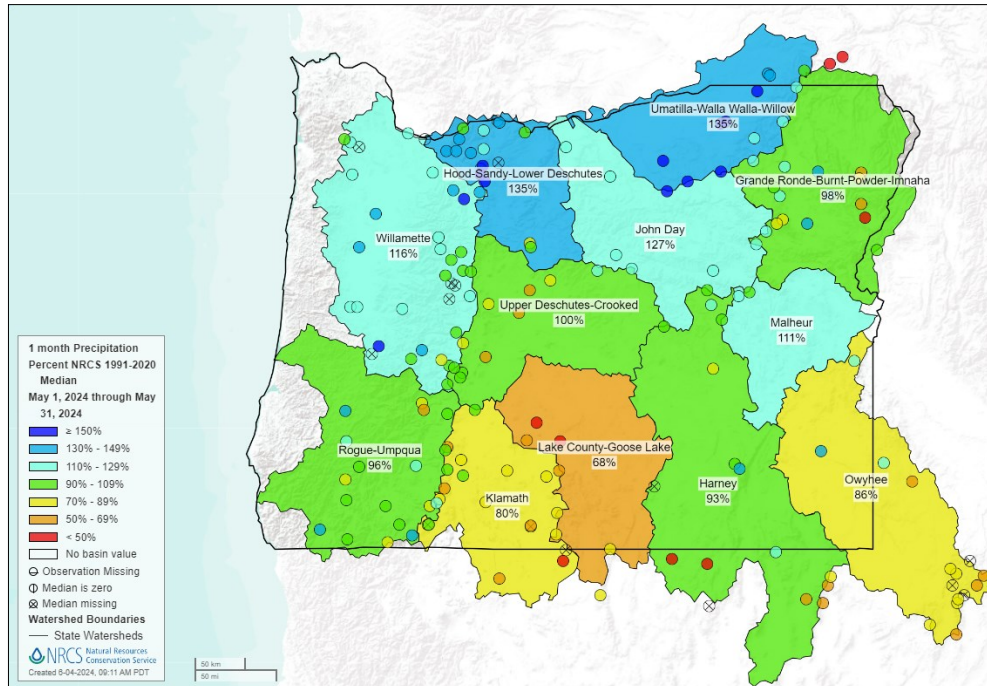 Umatilla-Walla Walla-Willow
135%
Hood-Sandy-Lower Deschutes
135%
Grande Ronde-Burnt-Powder-Imnaha
98%
John Day
127%
Willamette
116%
Upper Deschutes-Crooked
100%
Malheur
111%
Lake County-Goose Lake
68%
Rogue-Umpqua
96%
Klamath
80%
Harney
93%
Owyhee
86%
1 month Precipitation
Percent NRCS 1991-2020
Median
May 1, 2024 through May
31, 2024
≥ 150%
130% - 149%
110% - 129%
90% - 109%
70% - 89%
50% - 69%
< 50%
No basin value
Observation Missing
Median is zero
Median missing
Watershed Boundaries
State Watersheds
NRCS Natural Resources
Conservation Service
Created 6-04-2024, 09:11 AM PDT
50 km
50 mi